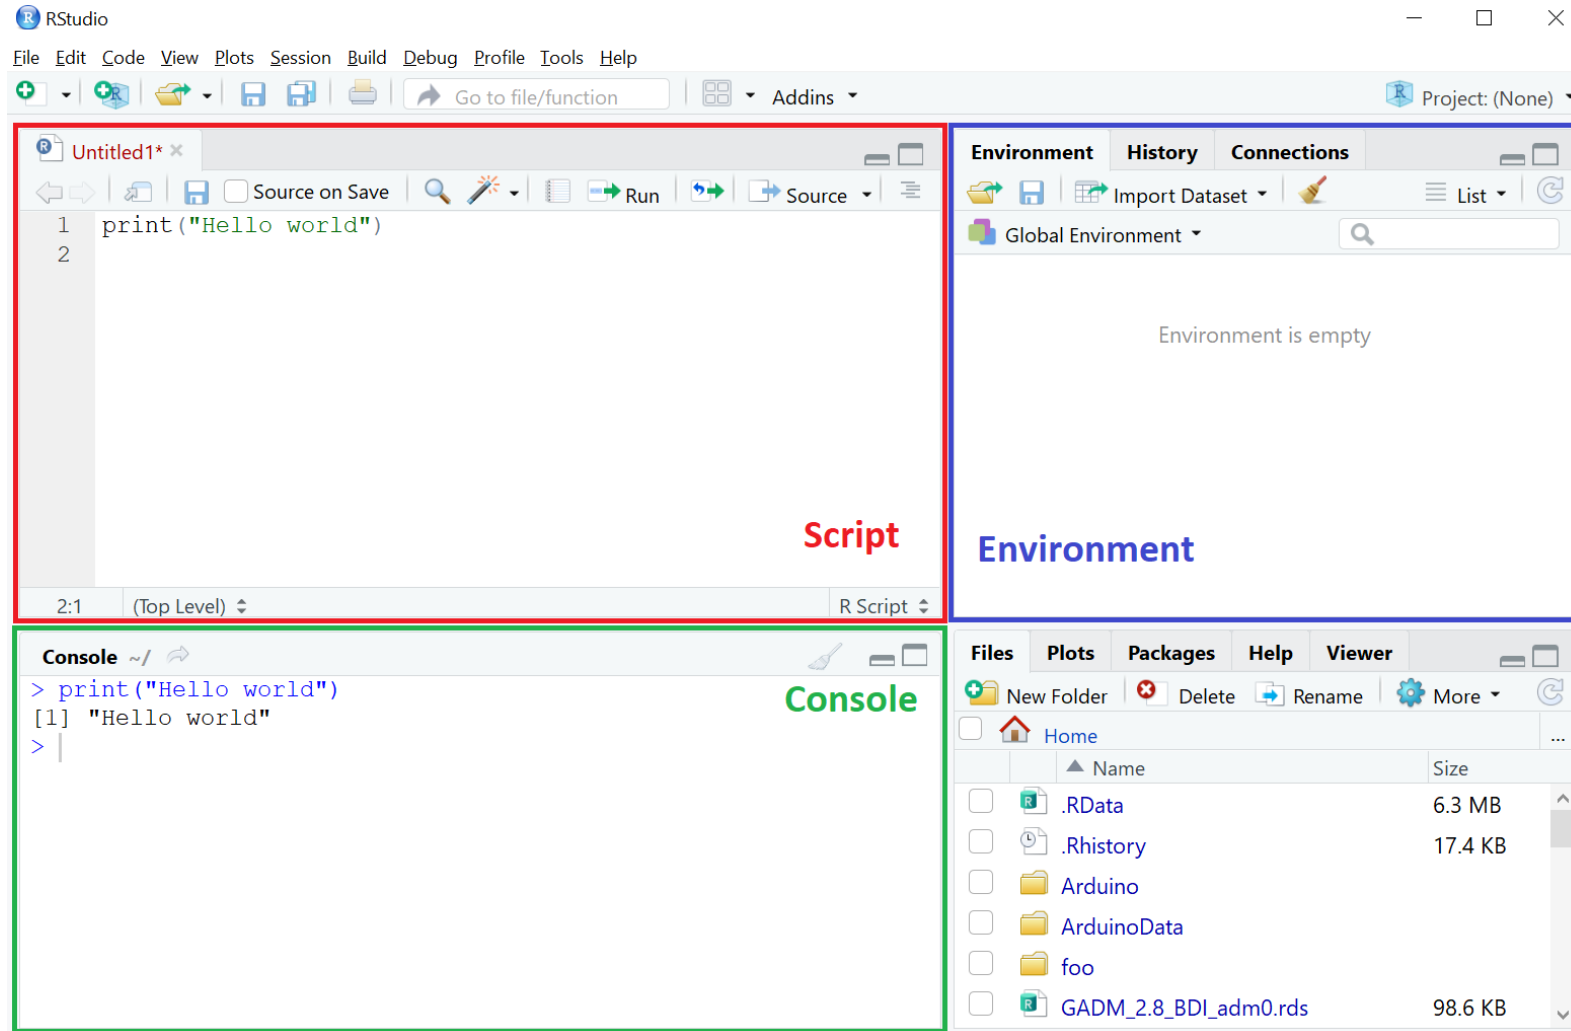 RStudio
File Edit Code View Plots Session Build Debug Profile Tools Help
Go to file/function Addins Project: (None)
Untitled1*
Source on Save Run Source
1 print("Hello world")
2
Script
2:1 (Top Level) R Script
Environment History Connections
Import Dataset List
Global Environment
Environment is empty
Environment
Console ~/
> print("Hello world")
[1] "Hello world"
>
Console
Files Plots Packages Help Viewer
New Folder Delete Rename More
Home ...
Name Size
.RData 6.3 MB
.Rhistory 17.4 KB
Arduino
ArduinoData
foo
GADM_2.8_BDI_adm0.rds 98.6 KB